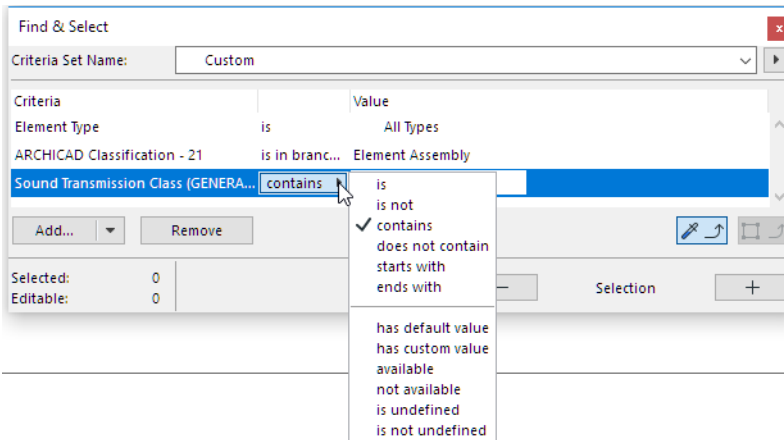 Find & Select
x
Criteria Set Name: Custom
Criteria Value
Element Type is All Types
ARCHICAD Classification - 21 is in branc... Element Assembly
Sound Transmission Class (GENERA... contains
is
is not
contains
does not contain
starts with
ends with
has default value
has custom value
available
not available
is undefined
is not undefined
Add... Remove
Selected: 0
Editable: 0
Selection